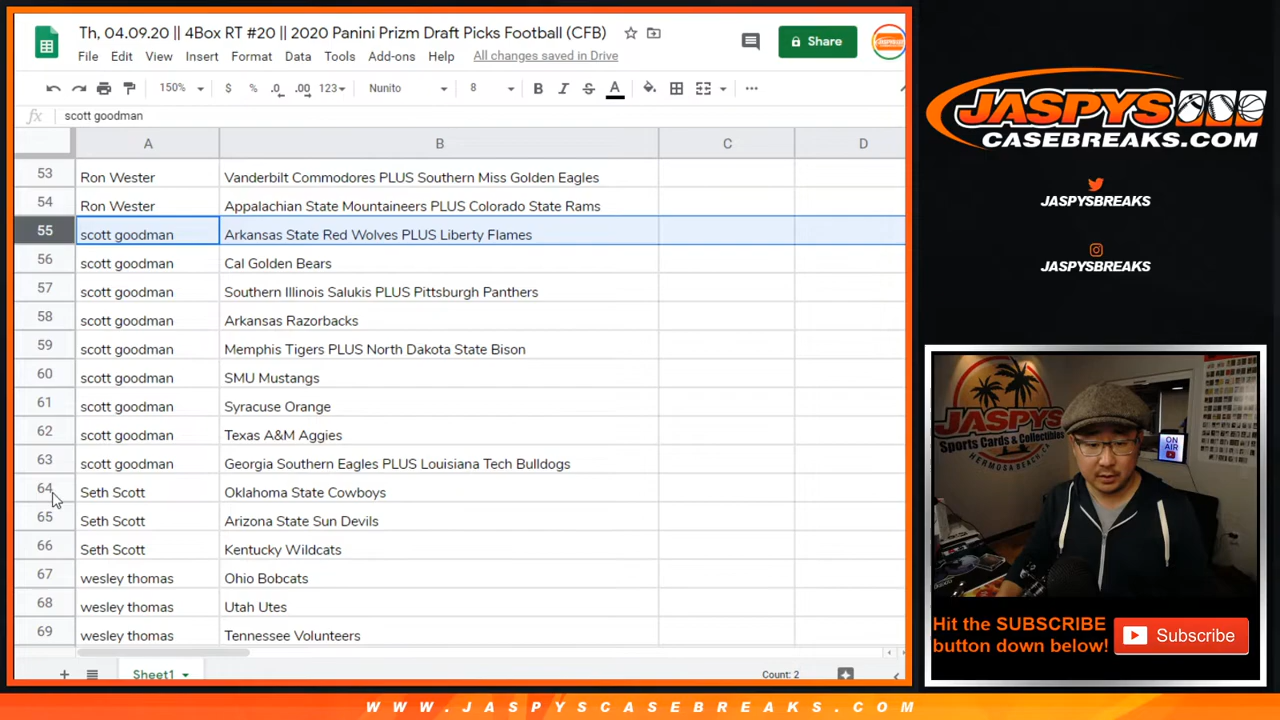 Th, 04.09.20 || 4Box RT #20 || 2020 Panini Prizm Draft Picks Football (CFB)
Share
File Edit View Insert Format Data Tools Add-ons Help All changes saved in Drive
150% $ % .0 .00 123 Nunito 8 B I S A
fx scott goodman
A B C D
53 Ron Wester Vanderbilt Commodores PLUS Southern Miss Golden Eagles
54 Ron Wester Appalachian State Mountaineers PLUS Colorado State Rams
55 scott goodman Arkansas State Red Wolves PLUS Liberty Flames
56 scott goodman Cal Golden Bears
57 scott goodman Southern Illinois Salukis PLUS Pittsburgh Panthers
58 scott goodman Arkansas Razorbacks
59 scott goodman Memphis Tigers PLUS North Dakota State Bison
60 scott goodman SMU Mustangs
61 scott goodman Syracuse Orange
62 scott goodman Texas A&M Aggies
63 scott goodman Georgia Southern Eagles PLUS Louisiana Tech Bulldogs
64 Seth Scott Oklahoma State Cowboys
65 Seth Scott Arizona State Sun Devils
66 Seth Scott Kentucky Wildcats
67 wesley thomas Ohio Bobcats
68 wesley thomas Utah Utes
69 wesley thomas Tennessee Volunteers
Sheet1
Count: 2
JASPYS
CASEBREAKS.COM
JASPYSBREAKS
JASPYSBREAKS
JASPYS
Sports Cards & Collectibles
HERMOSA BEACH
ON
AIR
Hit the SUBSCRIBE
button down below!
Subscribe
WWW.JASPYSCASEBREAKS.COM